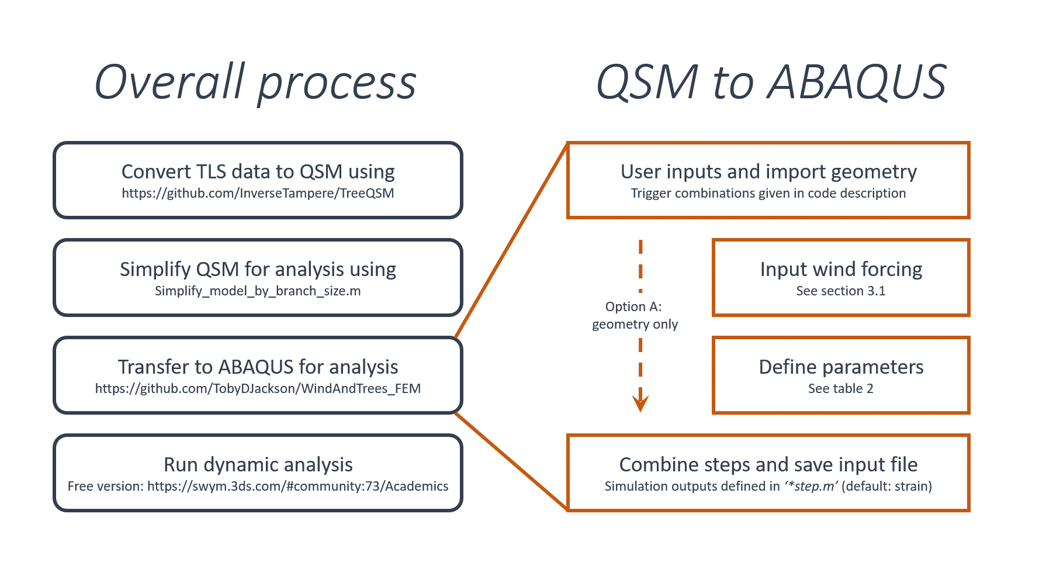 Overall process
Convert TLS data to QSM using
https://github.com/InverseTampere/TreeQSM
Simplify QSM for analysis using
Simplify_model_by_branch_size.m
Transfer to ABAQUS for analysis
https://github.com/TobyDJackson/WindAndTrees_FEM
Run dynamic analysis
Free version: https://swym.3ds.com/#community:73/Academics
QSM to ABAQUS
User inputs and import geometry
Trigger combinations given in code description
Option A:
geometry only
Input wind forcing
See section 3.1
Define parameters
See table 2
Combine steps and save input file
Simulation outputs defined in ‘*step.m’ (default: strain)